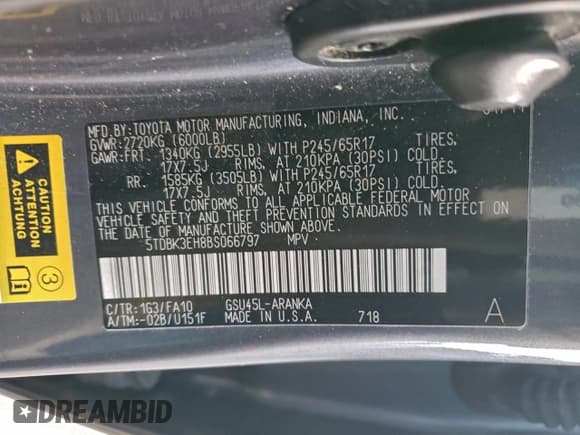 MFD.BY:TOYOTA MOTOR MANUFACTURING, INDIANA, INC.
GVWR:2720KG (6000LB)
GAWR:FRT. 1340KG (2955LB) WITH P245/65R17 TIRES,
17X7.5J RIMS, AT 210KPA (30PSI) COLD
RR. 1585KG (3505LB) WITH P245/65R17 TIRES,
17X7.5J RIMS, AT 210KPA (30PSI) COLD.
THIS VEHICLE CONFORMS TO ALL APPLICABLE FEDERAL MOTOR
VEHICLE SAFETY AND THEFT PREVENTION STANDARDS IN EFFECT ON
THE DATE OF MANUFACTURE SHOWN ABOVE.
5TDBK3EH8BS066797 MPV
C/TR:1G3/FA10 GSU45L-ARANKA
A/TM:-02B/U151F MADE IN U.S.A. 718
A
CAUTION
ATTENTION
3
DREAMBID